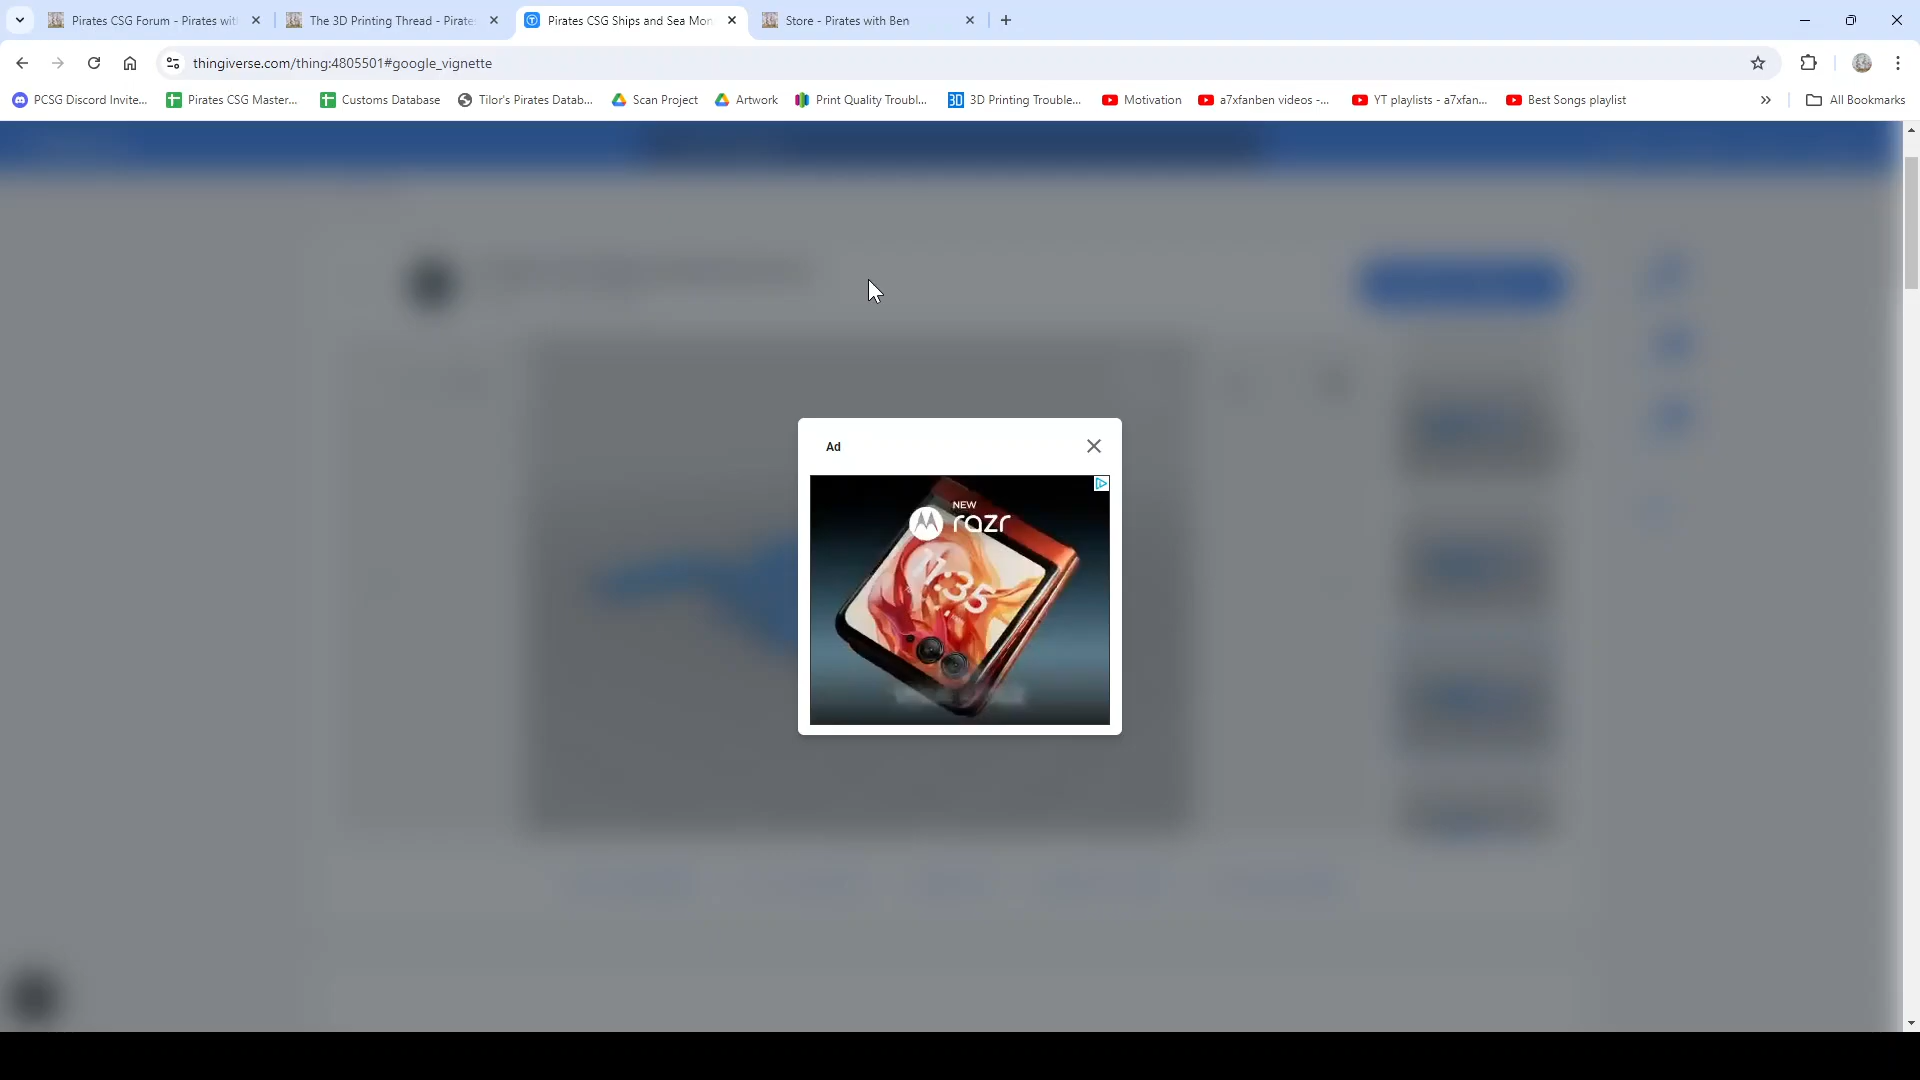 Pirates CSG Forum - Pirates wit
The 3D Printing Thread - Pirate
Pirates CSG Ships and Sea Mon
Store - Pirates with Ben
thingiverse.com/thing:4805501#google_vignette
PCSG Discord Invite...
Pirates CSG Master...
Customs Database
Tilor's Pirates Datab...
Scan Project
Artwork
Print Quality Troubl...
3D Printing Trouble...
Motivation
a7xfanben videos -...
YT playlists - a7xfan...
Best Songs playlist
All Bookmarks
Ad
NEW
razr
11:35